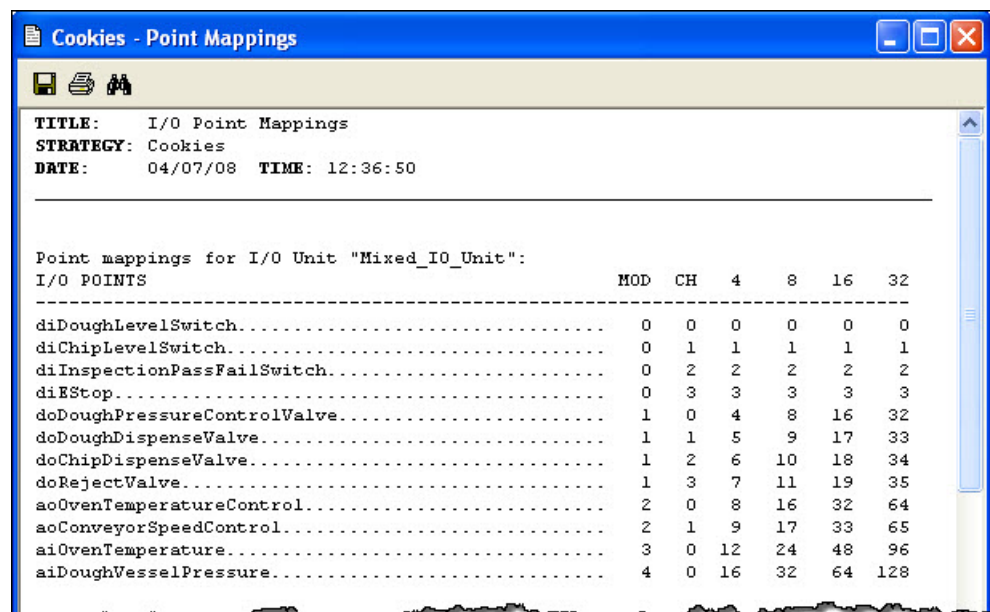 Cookies - Point Mappings
TITLE: I/O Point Mappings
STRATEGY: Cookies
DATE: 04/07/08 TIME: 12:36:50
Point mappings for I/O Unit "Mixed_IO_Unit":
I/O POINTS MOD CH 4 8 16 32
--------------------------------------------------------------------------------
diDoughLevelSwitch................................. 0 0 0 0 0 0
diChipLevelSwitch.................................. 0 1 1 1 1 1
diInspectionPassFailSwitch......................... 0 2 2 2 2 2
diEStop............................................ 0 3 3 3 3 3
doDoughPressureControlValve........................ 1 0 4 8 16 32
doDoughDispenseValve............................... 1 1 5 9 17 33
doChipDispenseValve................................ 1 2 6 10 18 34
doRejectValve...................................... 1 3 7 11 19 35
aoOvenTemperatureControl........................... 2 0 8 16 32 64
aoConveyorSpeedControl............................. 2 1 9 17 33 65
aiOvenTemperature.................................. 3 0 12 24 48 96
aiDoughVesselPressure.............................. 4 0 16 32 64 128